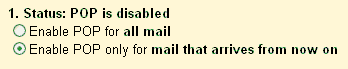 1. Status: POP is disabled
Enable POP for all mail
Enable POP only for mail that arrives from now on